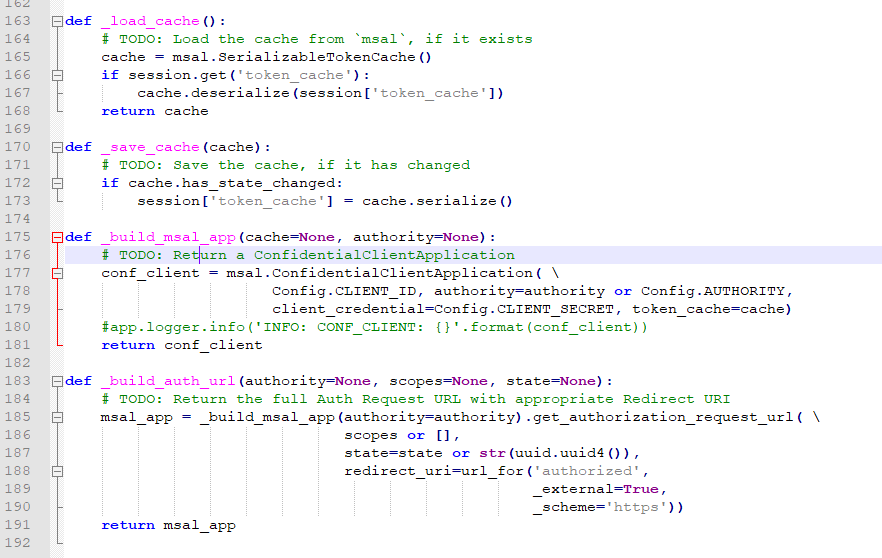 162
163 def _load_cache():
164     # TODO: Load the cache from `msal`, if it exists
165     cache = msal.SerializableTokenCache()
166     if session.get('token_cache'):
167         cache.deserialize(session['token_cache'])
168     return cache
169
170 def _save_cache(cache):
171     # TODO: Save the cache, if it has changed
172     if cache.has_state_changed:
173         session['token_cache'] = cache.serialize()
174
175 def _build_msal_app(cache=None, authority=None):
176     # TODO: Return a ConfidentialClientApplication
177     conf_client = msal.ConfidentialClientApplication( \
178                        Config.CLIENT_ID, authority=authority or Config.AUTHORITY,
179                        client_credential=Config.CLIENT_SECRET, token_cache=cache)
180     #app.logger.info('INFO: CONF_CLIENT: {}'.format(conf_client))
181     return conf_client
182
183 def _build_auth_url(authority=None, scopes=None, state=None):
184     # TODO: Return the full Auth Request URL with appropriate Redirect URI
185     msal_app = _build_msal_app(authority=authority).get_authorization_request_url( \
186                                scopes or [],
187                                state=state or str(uuid.uuid4()),
188                                redirect_uri=url_for('authorized',
189                                                     _external=True,
190                                                     _scheme='https'))
191     return msal_app
192